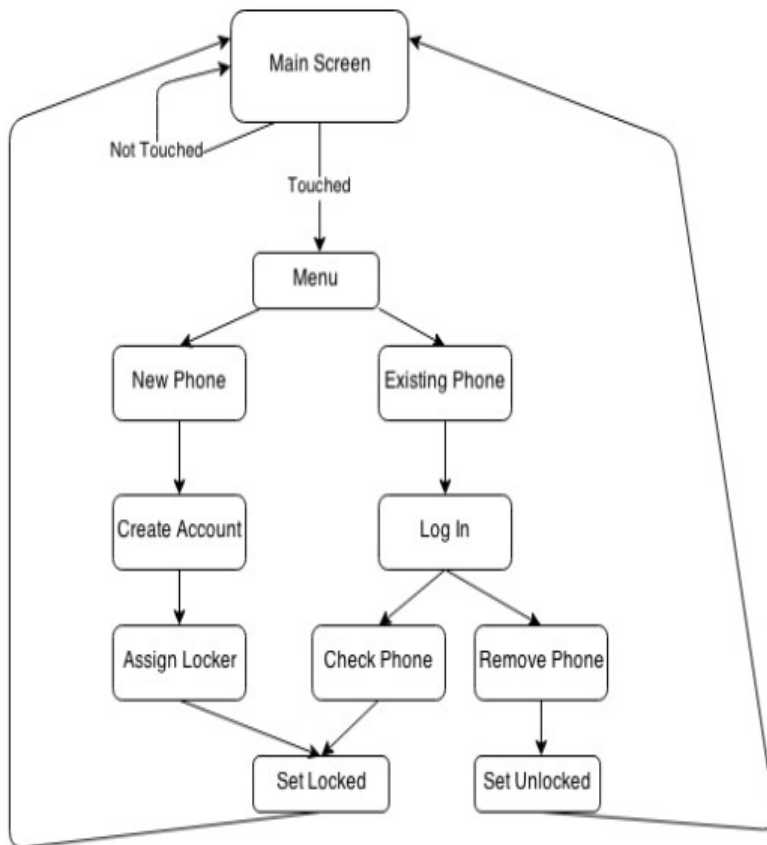 Main Screen
Not Touched
Touched
Menu
New Phone
Existing Phone
Create Account
Log In
Assign Locker
Check Phone
Remove Phone
Set Locked
Set Unlocked